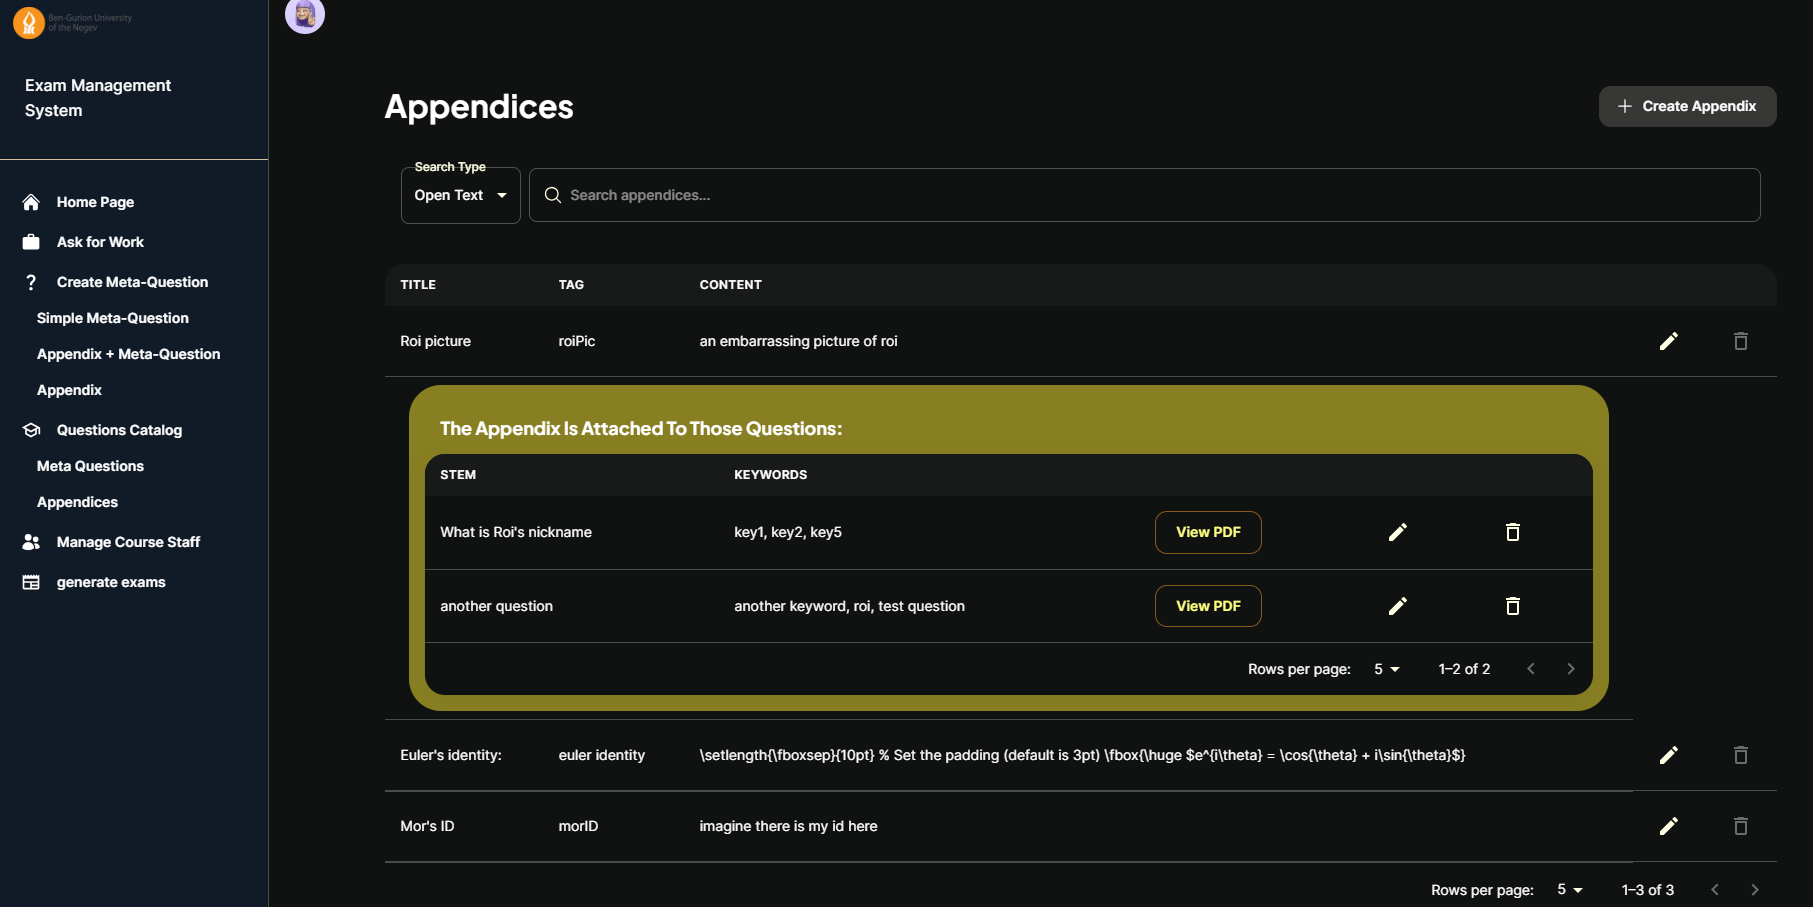 Ben-Gurion University
of the Negev
Exam Management
System
Home Page
Ask for Work
Create Meta-Question
Simple Meta-Question
Appendix + Meta-Question
Appendix
Questions Catalog
Meta Questions
Appendices
Manage Course Staff
generate exams
Appendices
Create Appendix
Search Type
Open Text
Search appendices...
TITLE TAG CONTENT
Roi picture roiPic an embarrassing picture of roi
The Appendix Is Attached To Those Questions:
STEM KEYWORDS
What is Roi's nickname key1, key2, key5 View PDF
another question another keyword, roi, test question View PDF
Rows per page: 5 1–2 of 2
Euler's identity: euler identity \setlength{\fboxsep}{10pt} % Set the padding (default is 3pt) \fbox{\huge $e^{i\theta} = \cos{\theta} + i\sin{\theta}$}
Mor's ID morID imagine there is my id here
Rows per page: 5 1–3 of 3